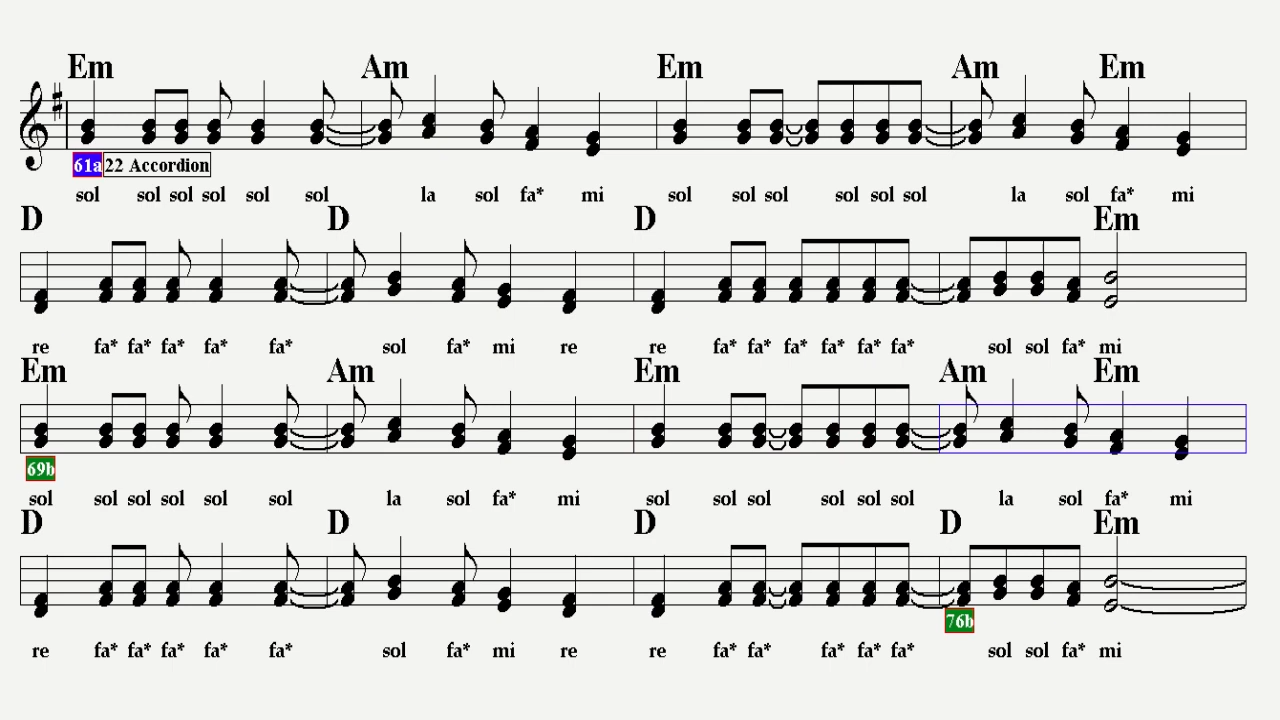 Em Am Em Am Em
61a 22 Accordion
sol sol sol sol sol sol la sol fa* mi sol sol sol sol sol sol la sol fa* mi
D D D Em
re fa* fa* fa* fa* fa* sol fa* mi re re fa* fa* fa* fa* fa* fa* sol sol fa* mi
Em Am Em Am Em
69b
sol sol sol sol sol sol la sol fa* mi sol sol sol sol sol sol la sol fa* mi
D D D D Em
76b
re fa* fa* fa* fa* fa* sol fa* mi re re fa* fa* fa* fa* fa* sol sol fa* mi